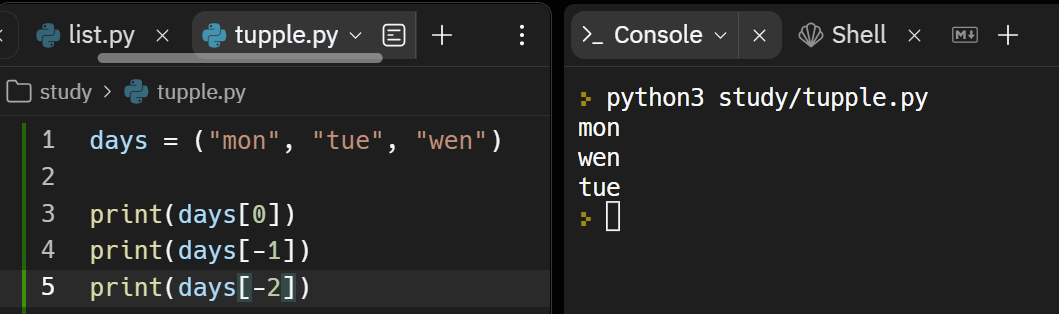 list.py
tupple.py
study > tupple.py
1 days = ("mon", "tue", "wen")
2
3 print(days[0])
4 print(days[-1])
5 print(days[-2])
>_ Console
Shell
M↓
python3 study/tupple.py
mon
wen
tue